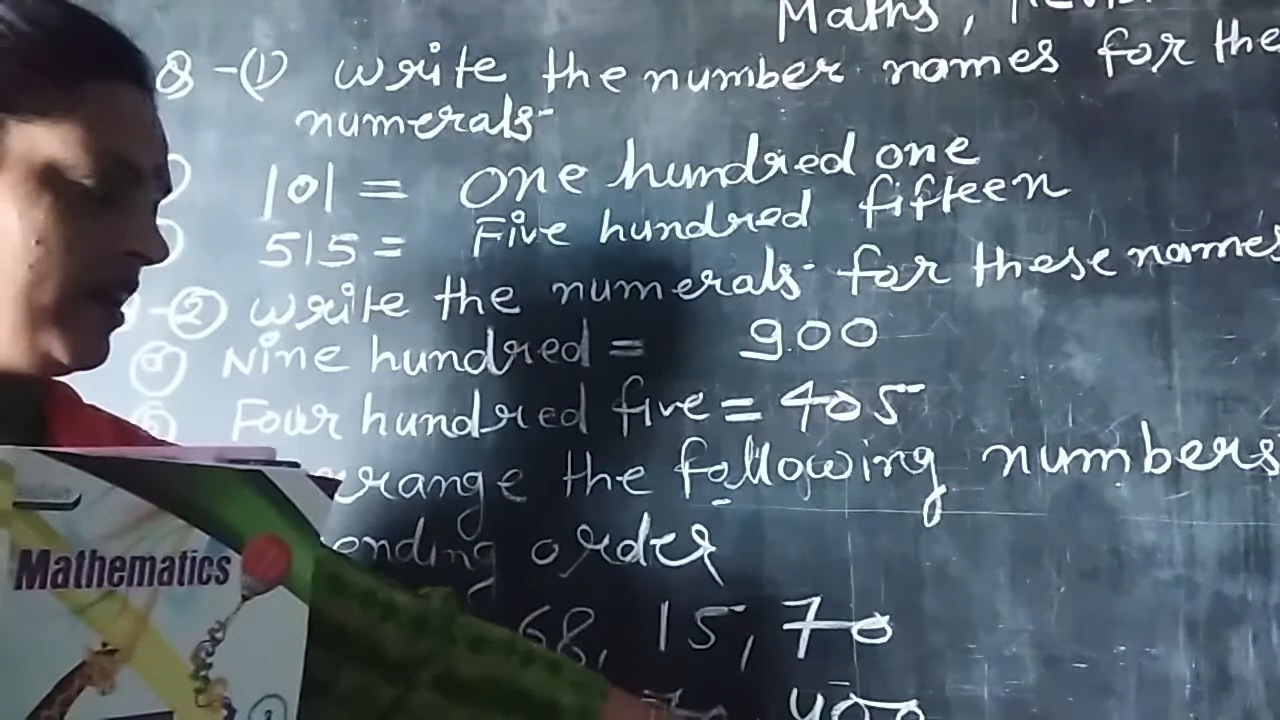 Maths,
Q-(1) write the number names for the
numerals-
101 = One hundred one
515 = Five hundred fifteen
(2) write the numerals for these names
Nine hundred = 900
Four hundred five = 405
range the following numbers
ending order
68, 15, 70
400
Mathematics